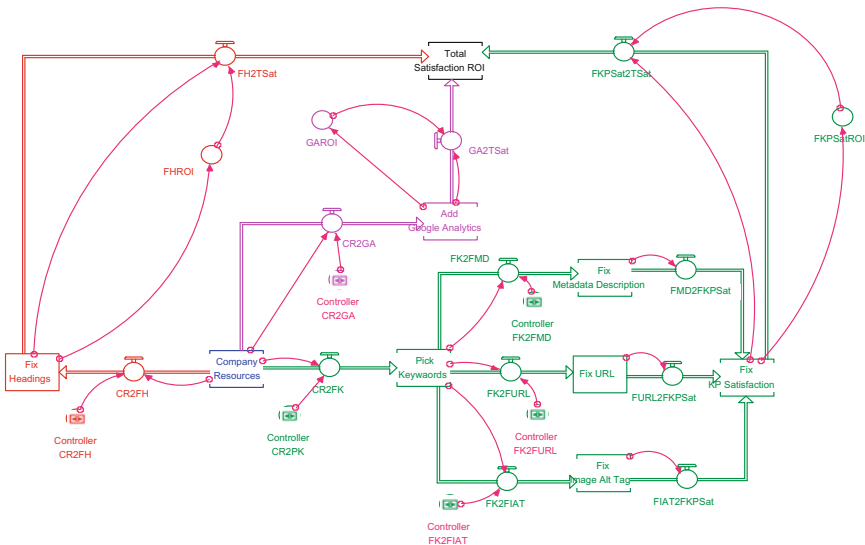 Total
Satisfaction ROI
FH2TSat
FKPSat2TSat
GAROI
GA2TSat
FKPSatROI
FHROI
Add
Google Analytics
CR2GA
FK2FMD
Fix
Metadata Description
FMD2FKPSat
Controller
CR2GA
Controller
FK2FMD
Fix
Headings
Company
Resources
Pick
Keywaords
Fix URL
Fix
KP Satisfaction
CR2FH
CR2FK
FK2FURL
FURL2FKPSat
Controller
CR2FH
Controller
CR2PK
Controller
FK2FURL
Fix
Image Alt Tag
FK2FIAT
FIAT2FKPSat
Controller
FK2FIAT